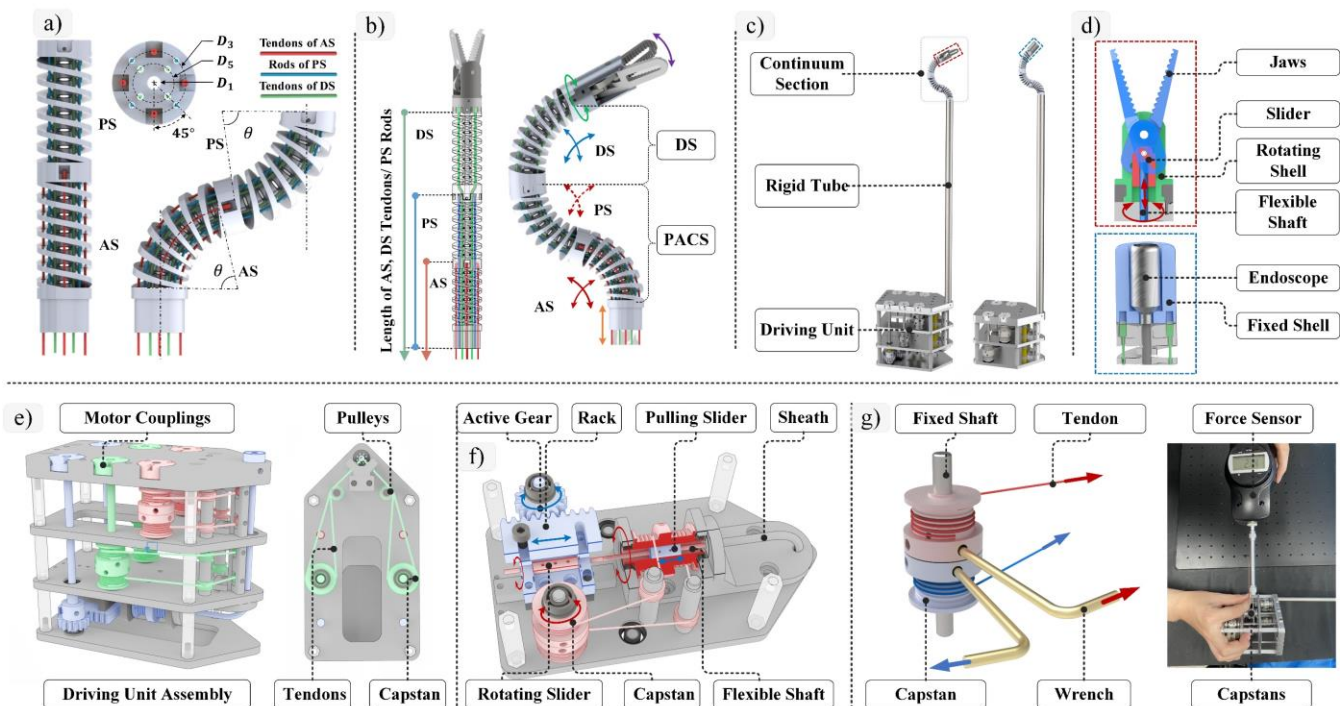 a)
D3
D5
D1
Tendons of AS
Rods of PS
Tendons of DS
45°
PS
AS
θ
PS
θ
AS
b)
Length of AS, DS Tendons/ PS Rods
DS
PS
AS
DS
PS
AS
DS
PACS
c)
Continuum
Section
Rigid Tube
Driving Unit
d)
Jaws
Slider
Rotating
Shell
Flexible
Shaft
Endoscope
Fixed Shell
e)
Motor Couplings
Pulleys
Driving Unit Assembly
Tendons
Capstan
f)
Active Gear
Rack
Pulling Slider
Sheath
Rotating Slider
Capstan
Flexible Shaft
g)
Fixed Shaft
Tendon
Force Sensor
Capstan
Wrench
Capstans